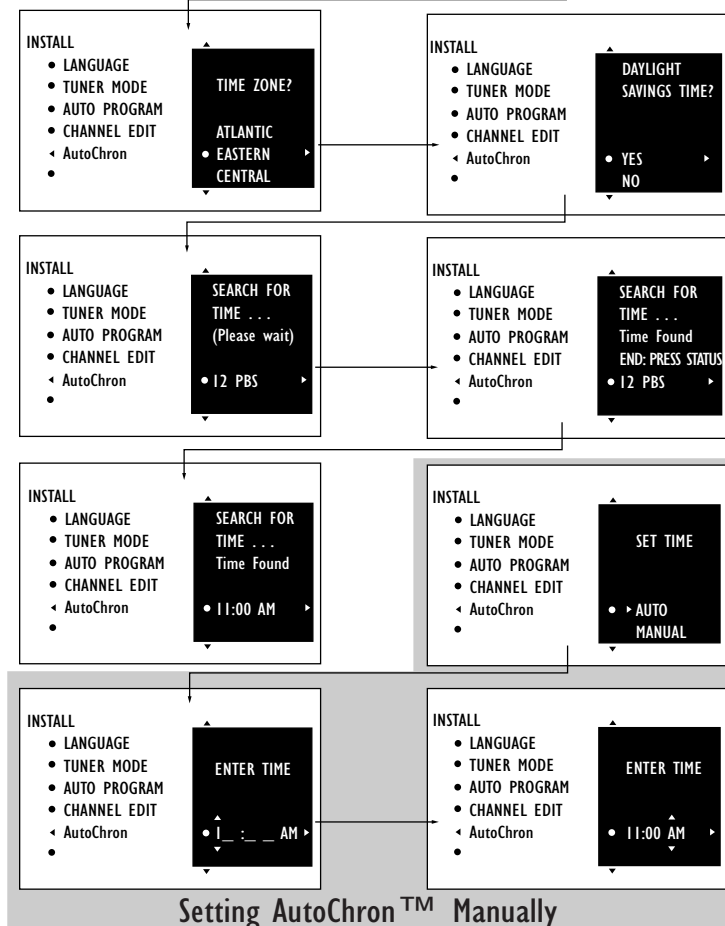 INSTALL
• LANGUAGE
• TUNER MODE
• AUTO PROGRAM
• CHANNEL EDIT
◂ AutoChron
•
TIME ZONE?
ATLANTIC
• EASTERN ▸
CENTRAL
INSTALL
• LANGUAGE
• TUNER MODE
• AUTO PROGRAM
• CHANNEL EDIT
◂ AutoChron
•
DAYLIGHT
SAVINGS TIME?
• YES ▸
NO
INSTALL
• LANGUAGE
• TUNER MODE
• AUTO PROGRAM
• CHANNEL EDIT
◂ AutoChron
•
SEARCH FOR
TIME . . .
(Please wait)
• 12 PBS ▸
INSTALL
• LANGUAGE
• TUNER MODE
• AUTO PROGRAM
• CHANNEL EDIT
◂ AutoChron
•
SEARCH FOR
TIME . . .
Time Found
END: PRESS STATUS
• 12 PBS ▸
INSTALL
• LANGUAGE
• TUNER MODE
• AUTO PROGRAM
• CHANNEL EDIT
◂ AutoChron
•
SEARCH FOR
TIME . . .
Time Found
• 11:00 AM ▸
INSTALL
• LANGUAGE
• TUNER MODE
• AUTO PROGRAM
• CHANNEL EDIT
◂ AutoChron
•
SET TIME
• ▸ AUTO
MANUAL
INSTALL
• LANGUAGE
• TUNER MODE
• AUTO PROGRAM
• CHANNEL EDIT
◂ AutoChron
•
ENTER TIME
• 1_ :_ _ AM ▸
INSTALL
• LANGUAGE
• TUNER MODE
• AUTO PROGRAM
• CHANNEL EDIT
◂ AutoChron
•
ENTER TIME
• 11:00 AM ▸
Setting AutoChron™ Manually